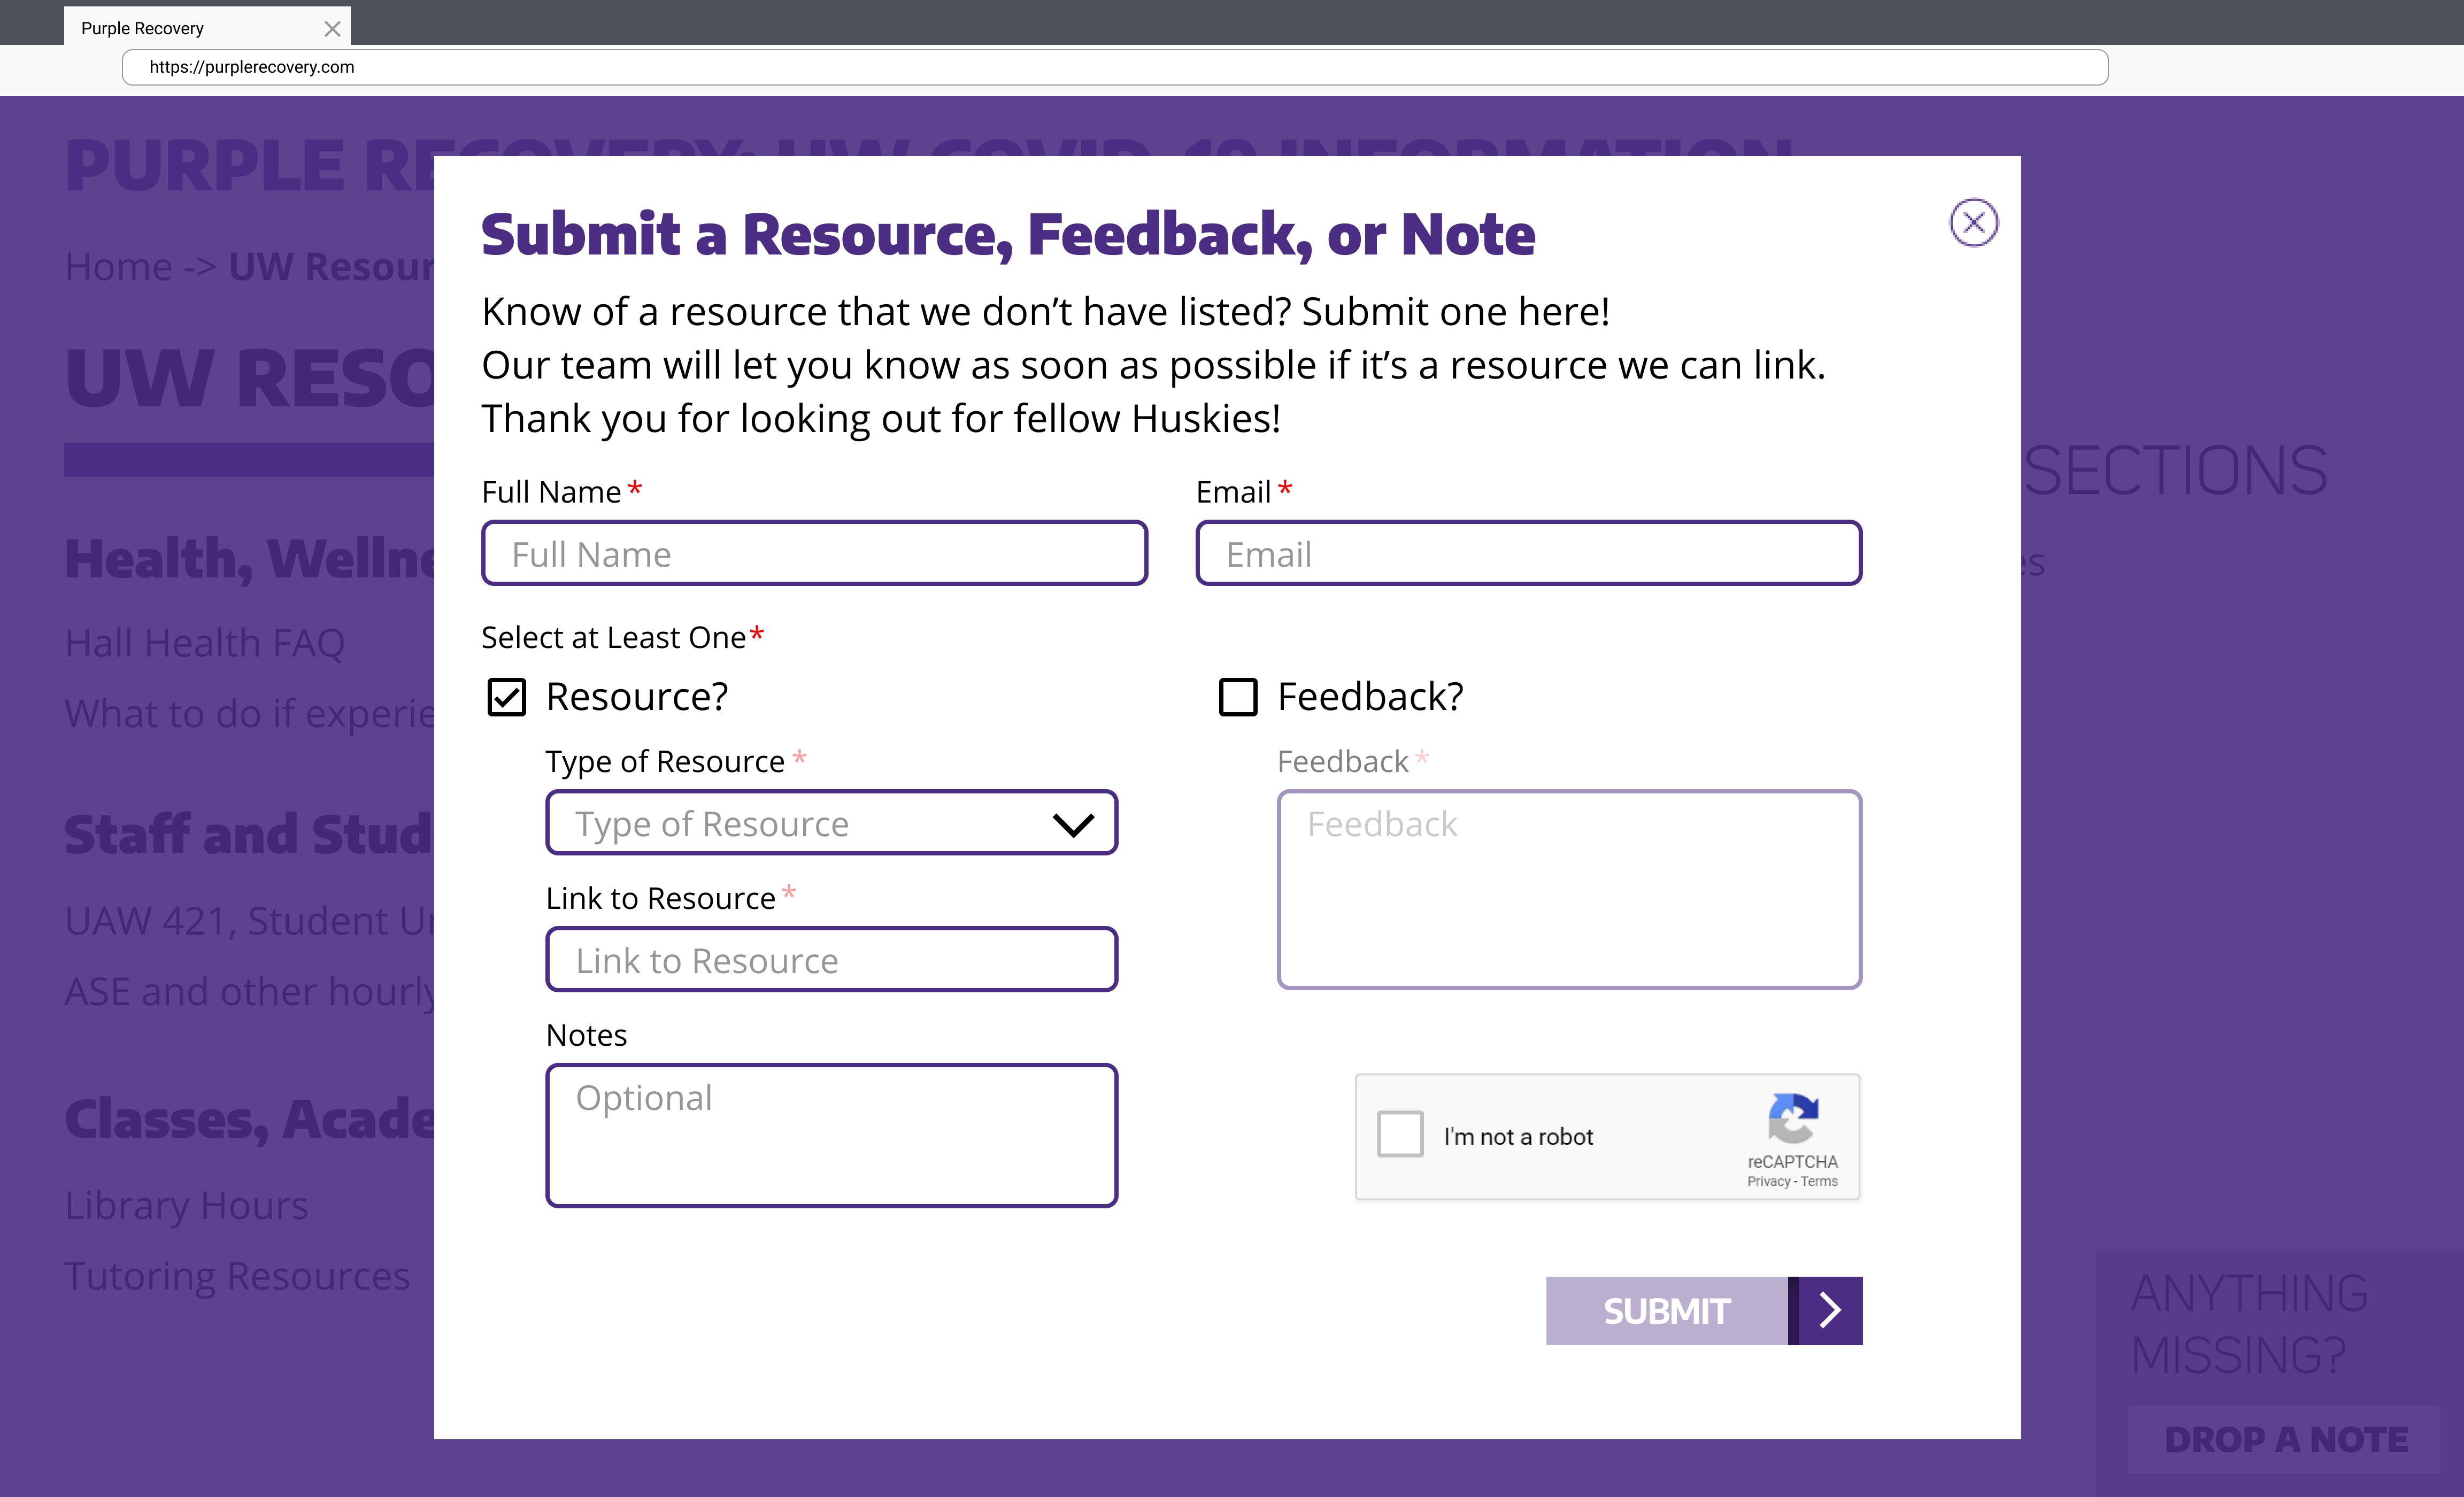 Purple Recovery
https://purplerecovery.com
PURPLE RECOVERY: UW COVID-19 INFORMATION
Home -> UW Resour
UW RESO
SECTIONS
Health, Wellne
es
Hall Health FAQ
What to do if experie
Staff and Stud
UAW 421, Student Un
ASE and other hourly
Classes, Acade
Library Hours
Tutoring Resources
Submit a Resource, Feedback, or Note
Know of a resource that we don't have listed? Submit one here!
Our team will let you know as soon as possible if it's a resource we can link.
Thank you for looking out for fellow Huskies!
Full Name *
Full Name
Email *
Email
Select at Least One*
Resource?
Type of Resource *
Type of Resource
Link to Resource *
Link to Resource
Notes
Optional
Feedback?
Feedback *
Feedback
I'm not a robot
reCAPTCHA
Privacy - Terms
SUBMIT
ANYTHING
MISSING?
DROP A NOTE